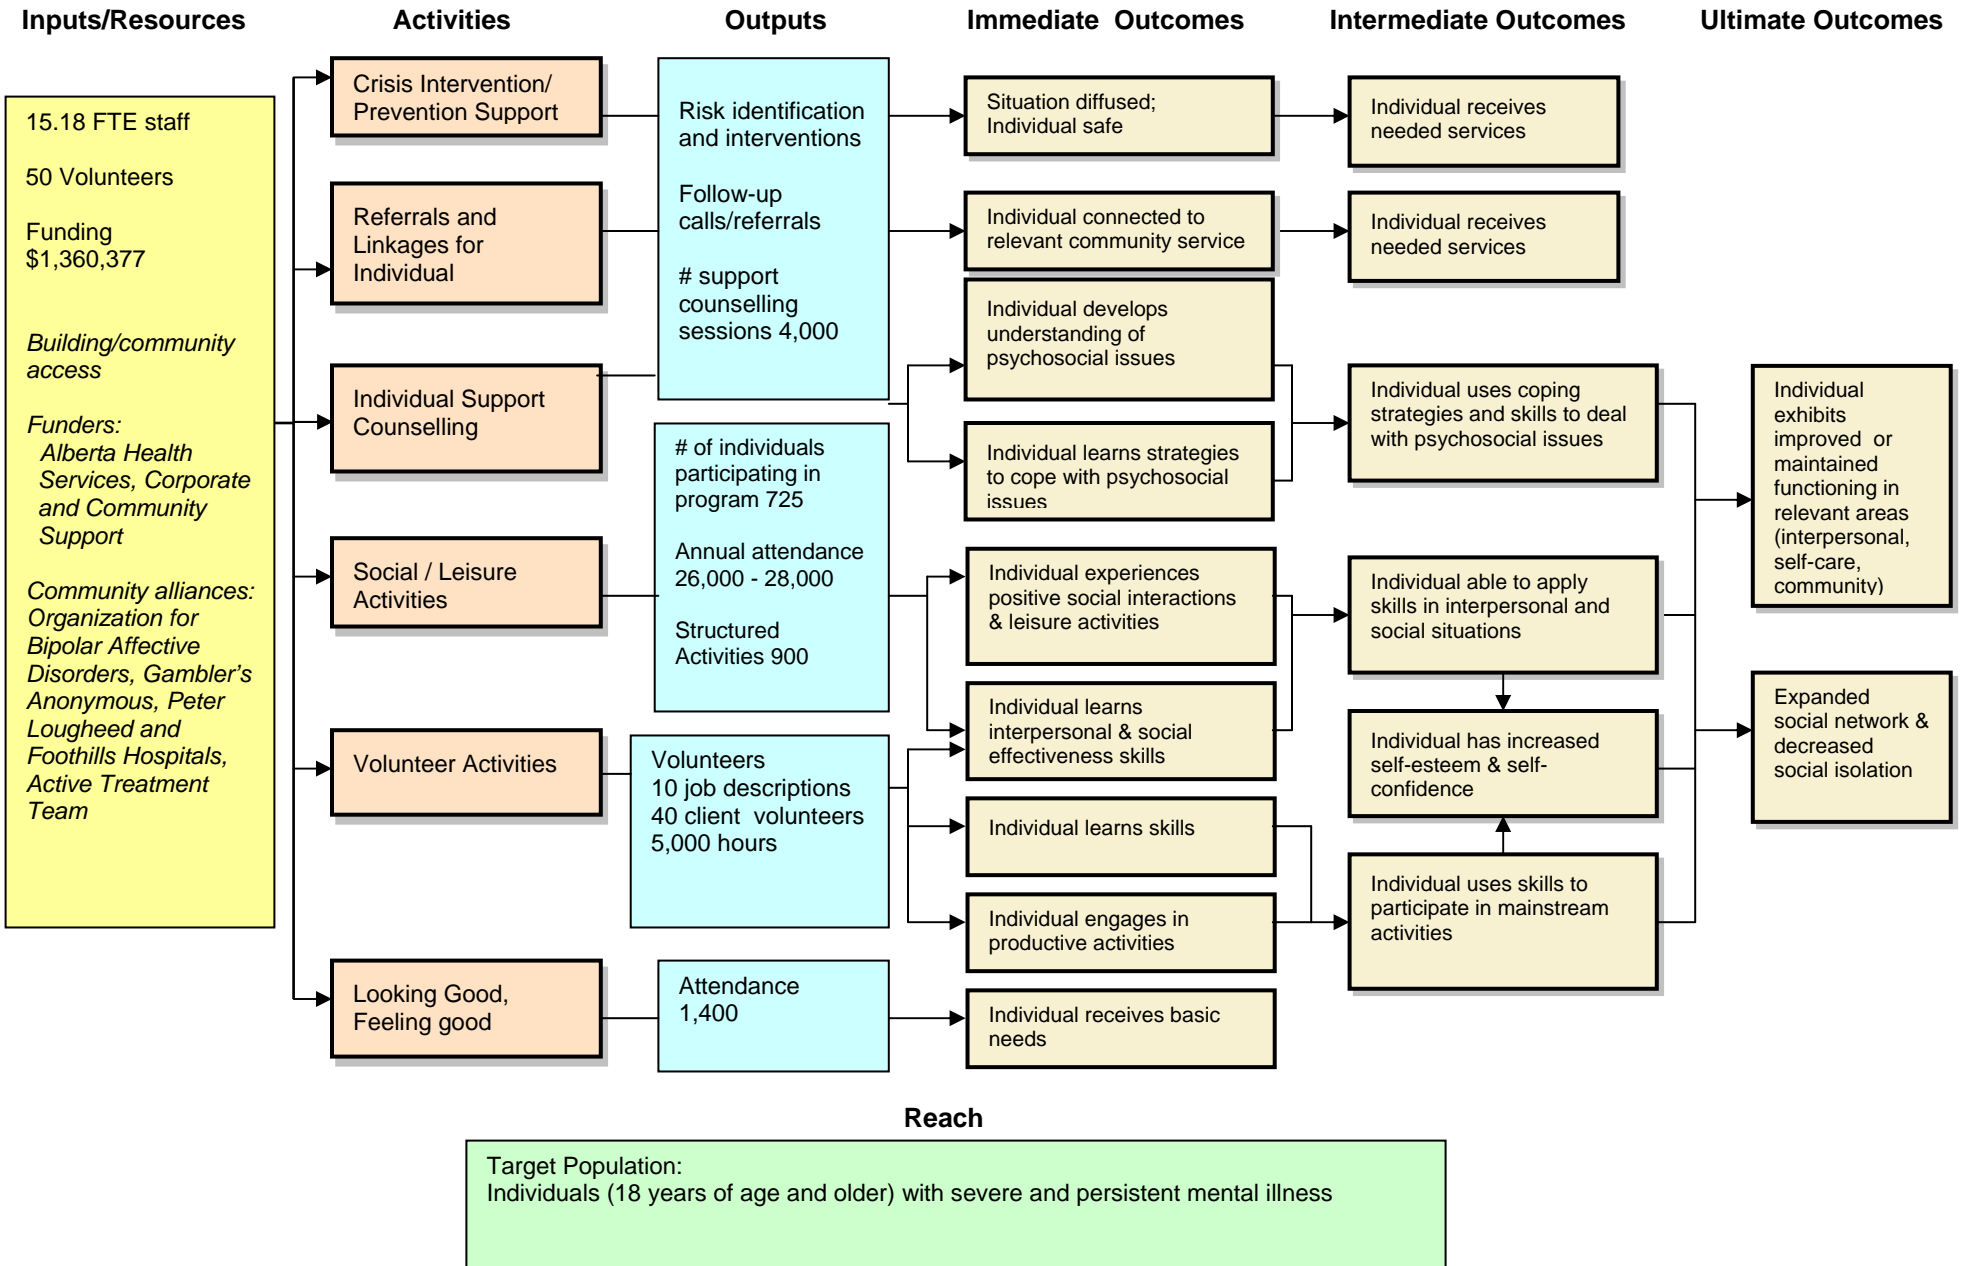 Inputs/Resources
Activities
Outputs
Immediate Outcomes
Intermediate Outcomes
Ultimate Outcomes
15.18 FTE staff
50 Volunteers
Funding
$1,360,377
Building/community
access
Funders:
Alberta Health
Services, Corporate
and Community
Support
Community alliances:
Organization for
Bipolar Affective
Disorders, Gambler's
Anonymous, Peter
Lougheed and
Foothills Hospitals,
Active Treatment
Team
Crisis Intervention/
Prevention Support
Referrals and
Linkages for
Individual
Individual Support
Counselling
Social / Leisure
Activities
Volunteer Activities
Looking Good,
Feeling good
Risk identification
and interventions
Follow-up
calls/referrals
# support
counselling
sessions 4,000
# of individuals
participating in
program 725
Annual attendance
26,000 - 28,000
Structured
Activities 900
Volunteers
10 job descriptions
40 client volunteers
5,000 hours
Attendance
1,400
Situation diffused;
Individual safe
Individual connected to
relevant community service
Individual develops
understanding of
psychosocial issues
Individual learns strategies
to cope with psychosocial
issues
Individual experiences
positive social interactions
& leisure activities
Individual learns
interpersonal & social
effectiveness skills
Individual learns skills
Individual engages in
productive activities
Individual receives basic
needs
Individual receives
needed services
Individual receives
needed services
Individual uses coping
strategies and skills to deal
with psychosocial issues
Individual able to apply
skills in interpersonal and
social situations
Individual has increased
self-esteem & self-
confidence
Individual uses skills to
participate in mainstream
activities
Individual
exhibits
improved or
maintained
functioning in
relevant areas
(interpersonal,
self-care,
community)
Expanded
social network &
decreased
social isolation
Reach
Target Population:
Individuals (18 years of age and older) with severe and persistent mental illness